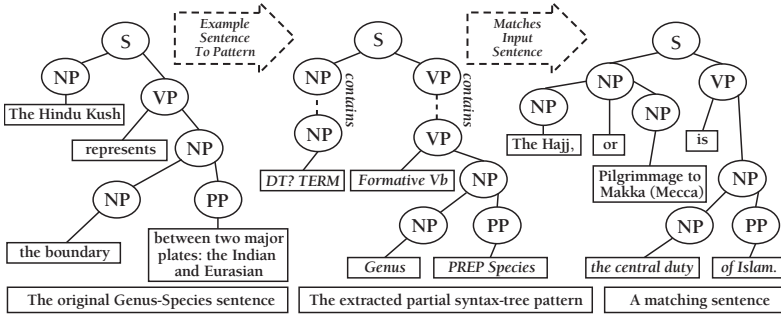 S
Example
Sentence
To Pattern
S
Matches
Input
Sentence
S
NP
VP
NP
contains
VP
contains
NP
VP
The Hindu Kush
NP
NP
represents
NP
NP
VP
The Hajj,
or
is
DT? TERM
Formative Vb
NP
Pilgrimage to
Makka (Mecca)
NP
NP
PP
NP
PP
NP
PP
the boundary
between two major
plates: the Indian
and Eurasian
Genus
PREP Species
the central duty
of Islam.
The original Genus-Species sentence
The extracted partial syntax-tree pattern
A matching sentence